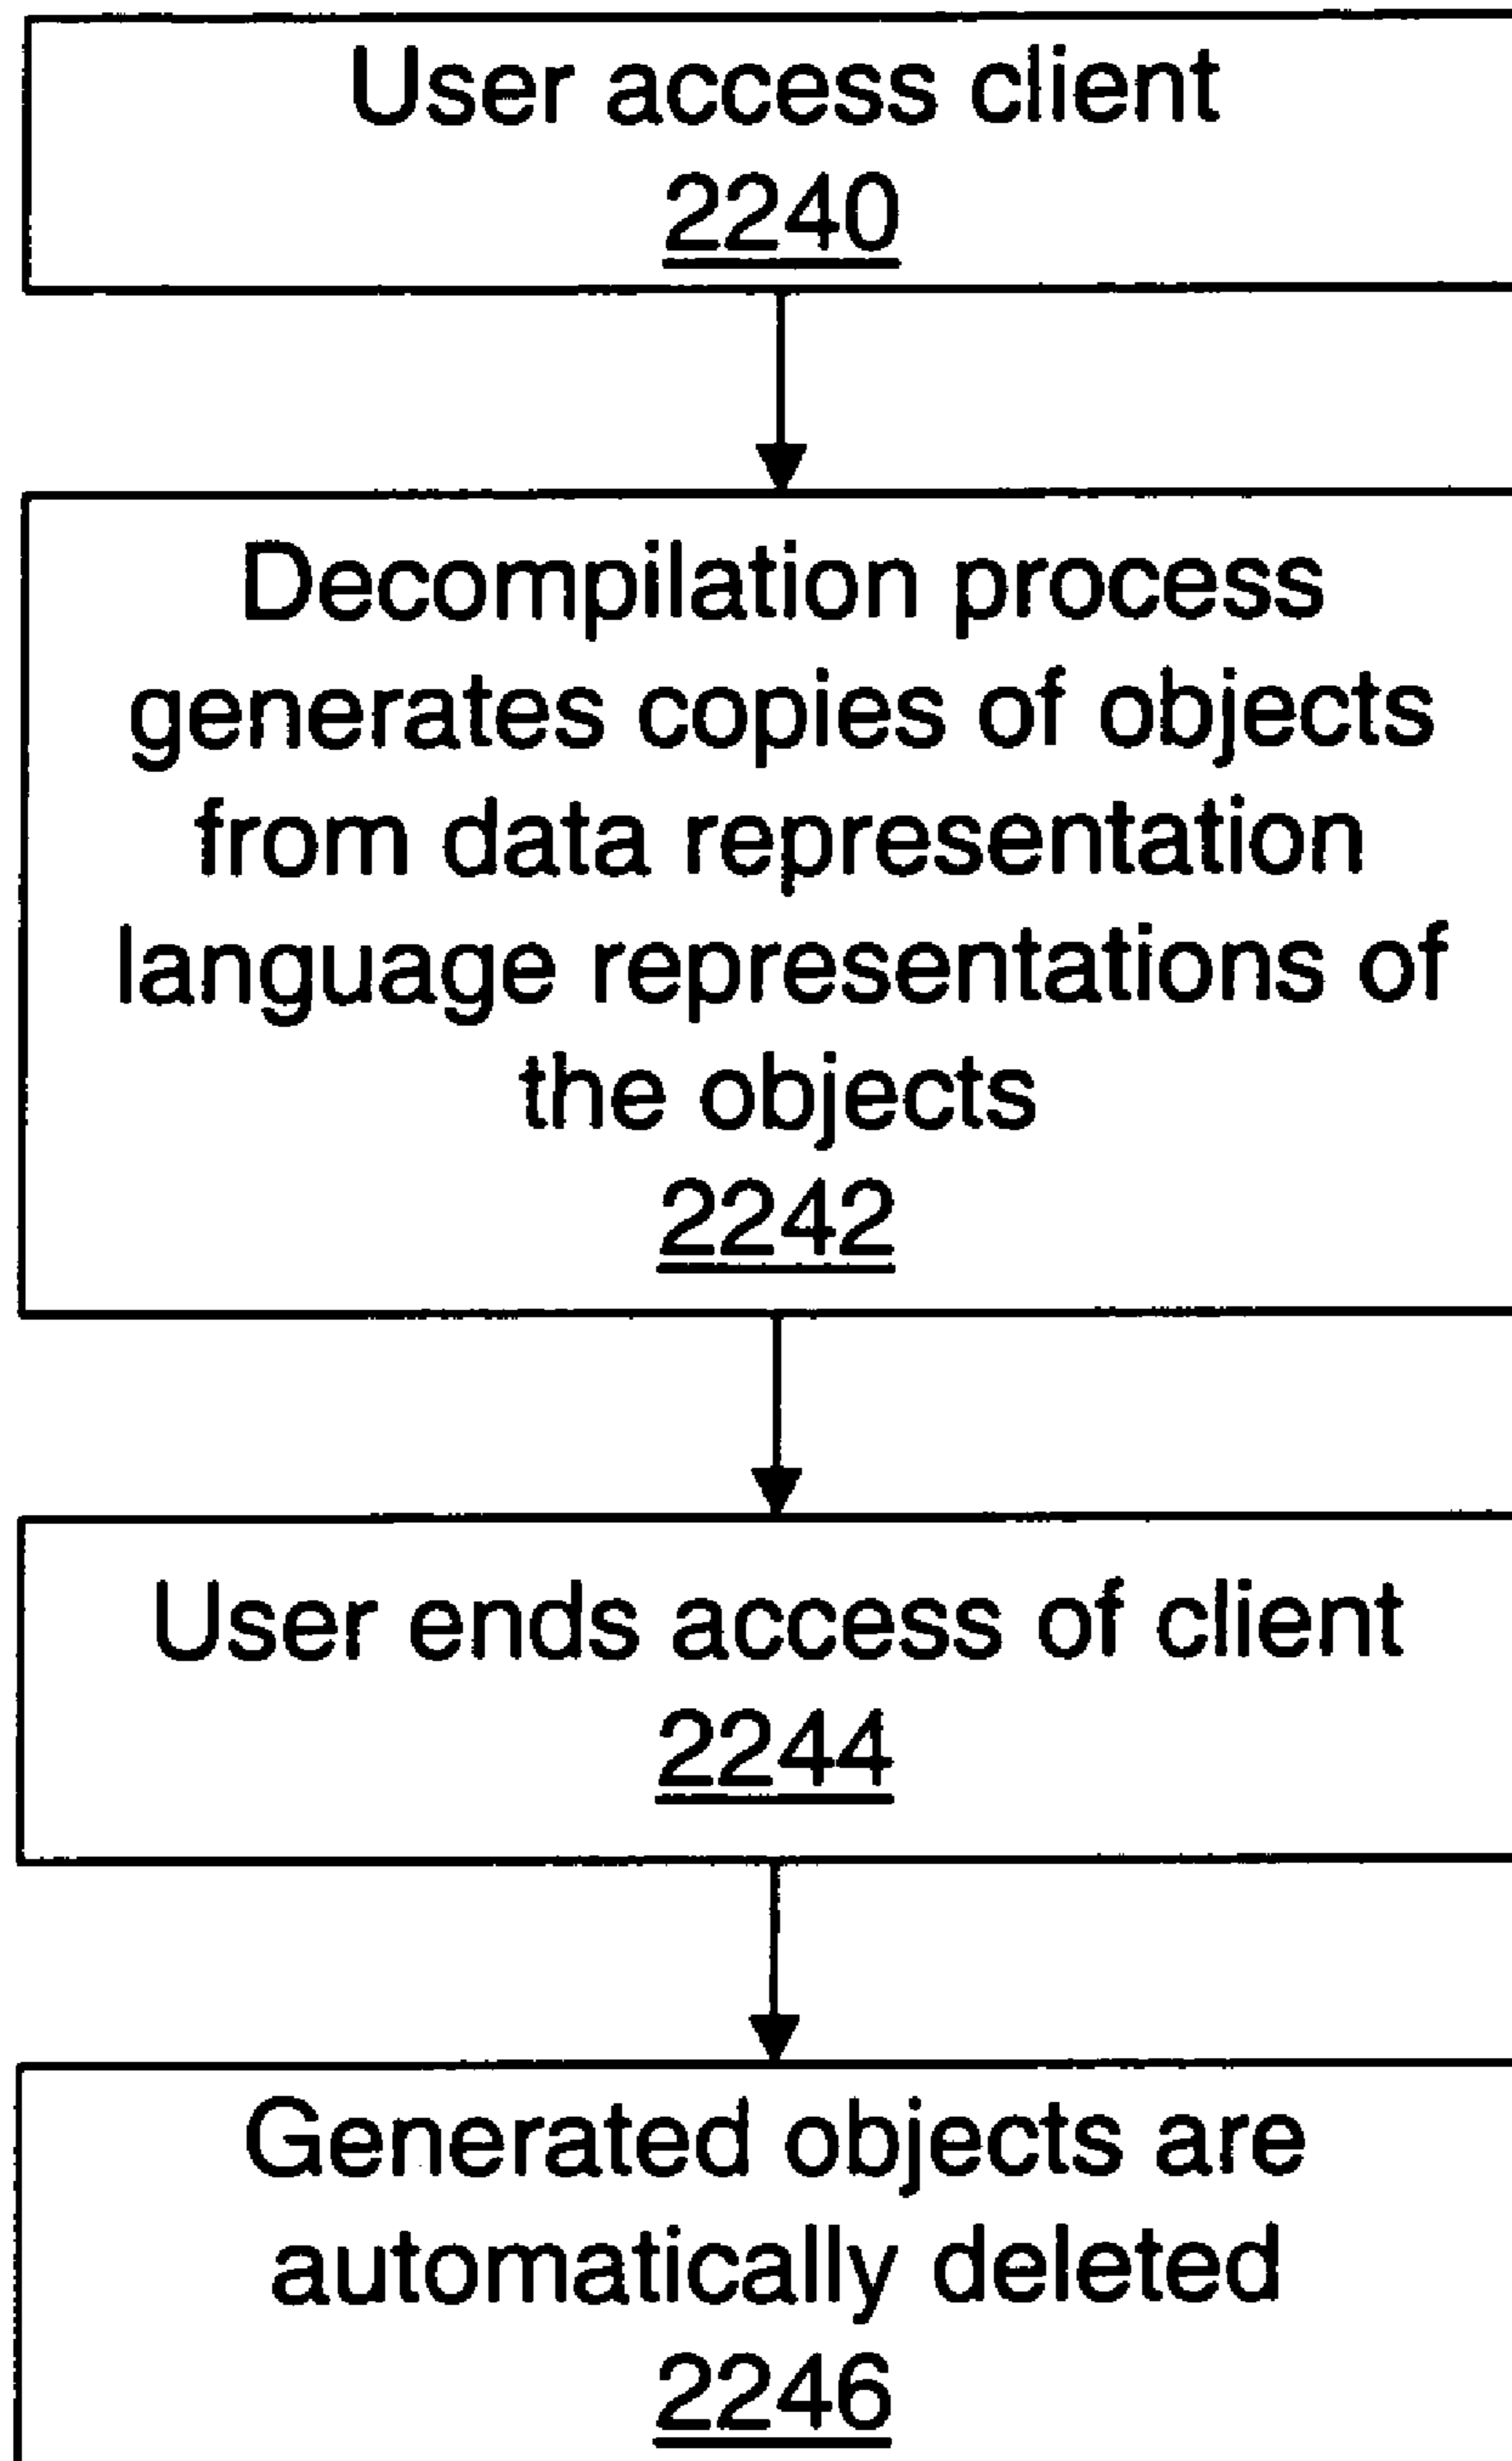 User access client
2240
Decompilation process
generates copies of objects
from data representation
language representations of
the objects
2242
User ends access of client
2244
Generated objects are
automatically deleted
2246